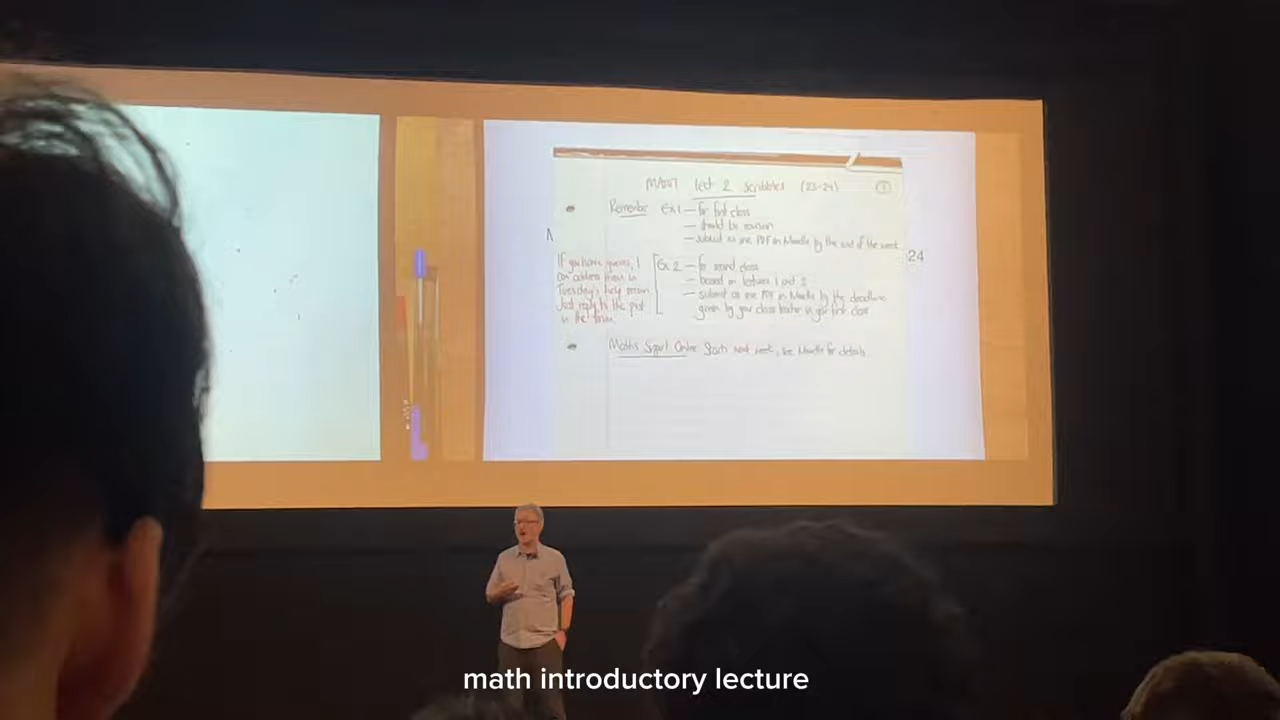 MA107 lect 2 scribbles (23-24) 1
Remember Ex 1 — for first class
— should be revision
— submit as one PDF on Moodle by the end of the week
24
If you have queries, I
can address them in
Tuesday's help session
Just reply to the post
in the forum
Ex 2 — for second class
— based on lectures 1 and 2
— submit as one PDF on Moodle by the deadline
given by your class teacher in your first class
Maths Support Online starts next week, see Moodle for details
math introductory lecture